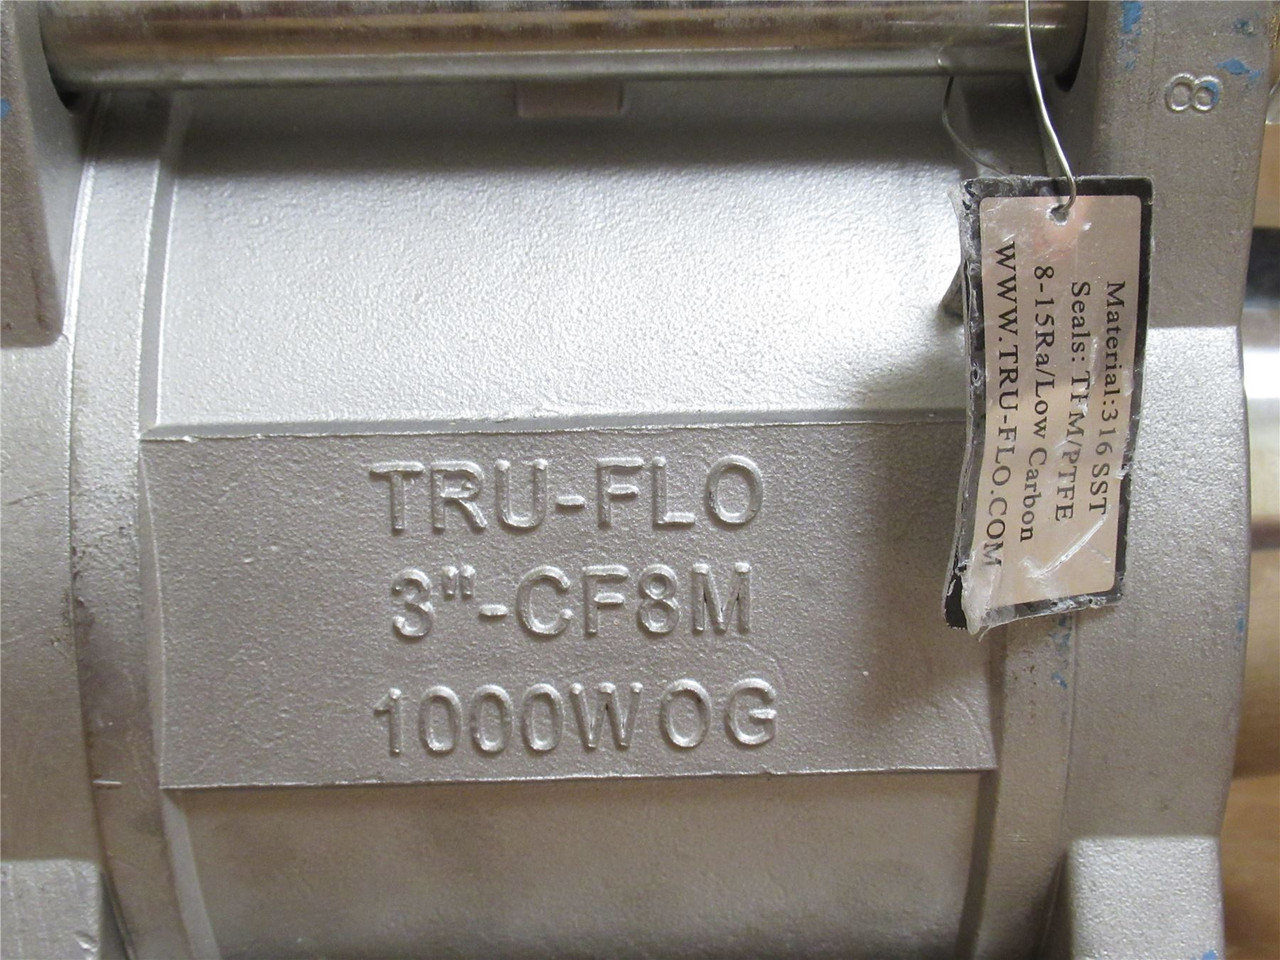 8
TRU-FLO
3"-CF8M
1000WOG
Material:316 SST
Seals: TFM/PTFE
8-15Ra/Low Carbon
WWW.TRU-FLO.COM